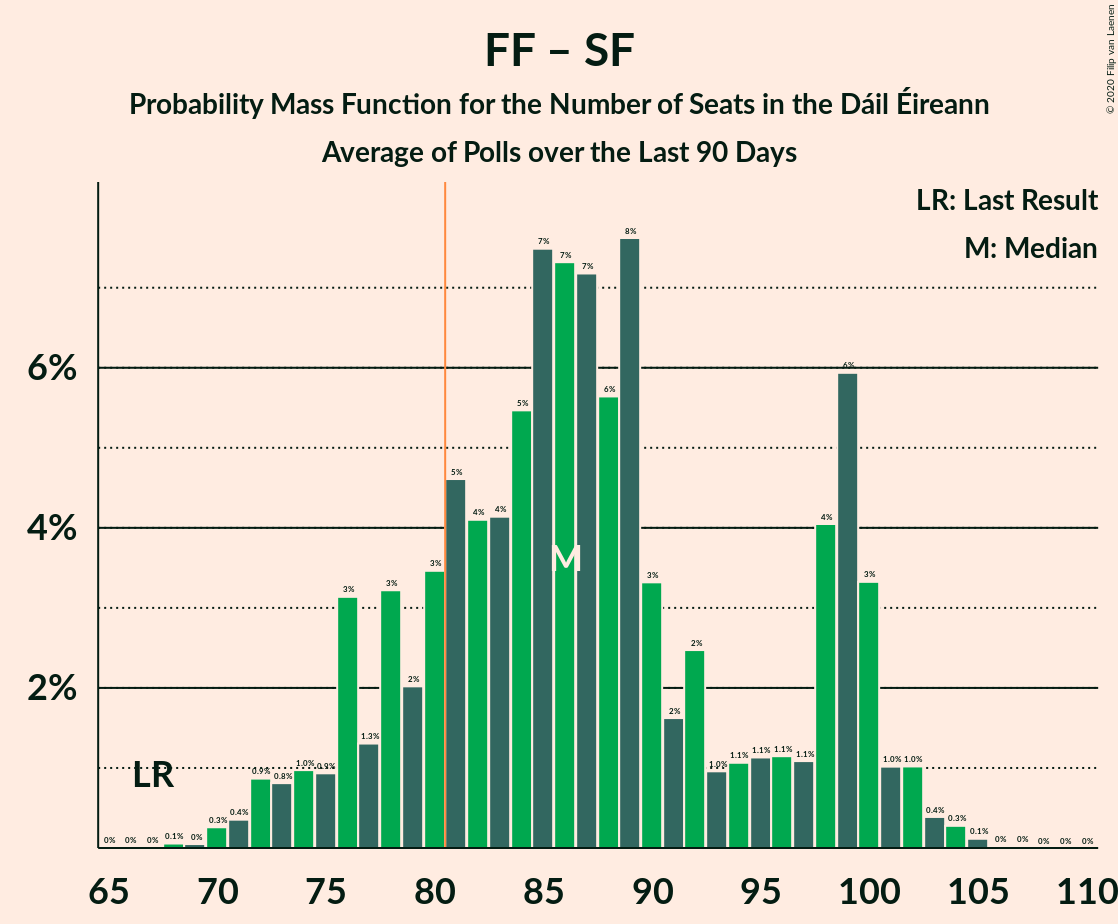 FF – SF
Probability Mass Function for the Number of Seats in the Dáil Éireann
Average of Polls over the Last 90 Days
© 2020 Filip van Laenen
LR: Last Result
M: Median
6%
4%
2%
LR
M
0% 0% 0% 0.1% 0% 0.3% 0.4% 0.9% 0.8% 1.0% 0.9% 3% 1.3% 3% 2% 3% 5% 4% 4% 5% 7% 7% 7% 6% 8% 3% 2% 2% 1.0% 1.1% 1.1% 1.1% 1.1% 4% 6% 3% 1.0% 1.0% 0.4% 0.3% 0.1% 0% 0% 0% 0% 0%
65 70 75 80 85 90 95 100 105 110